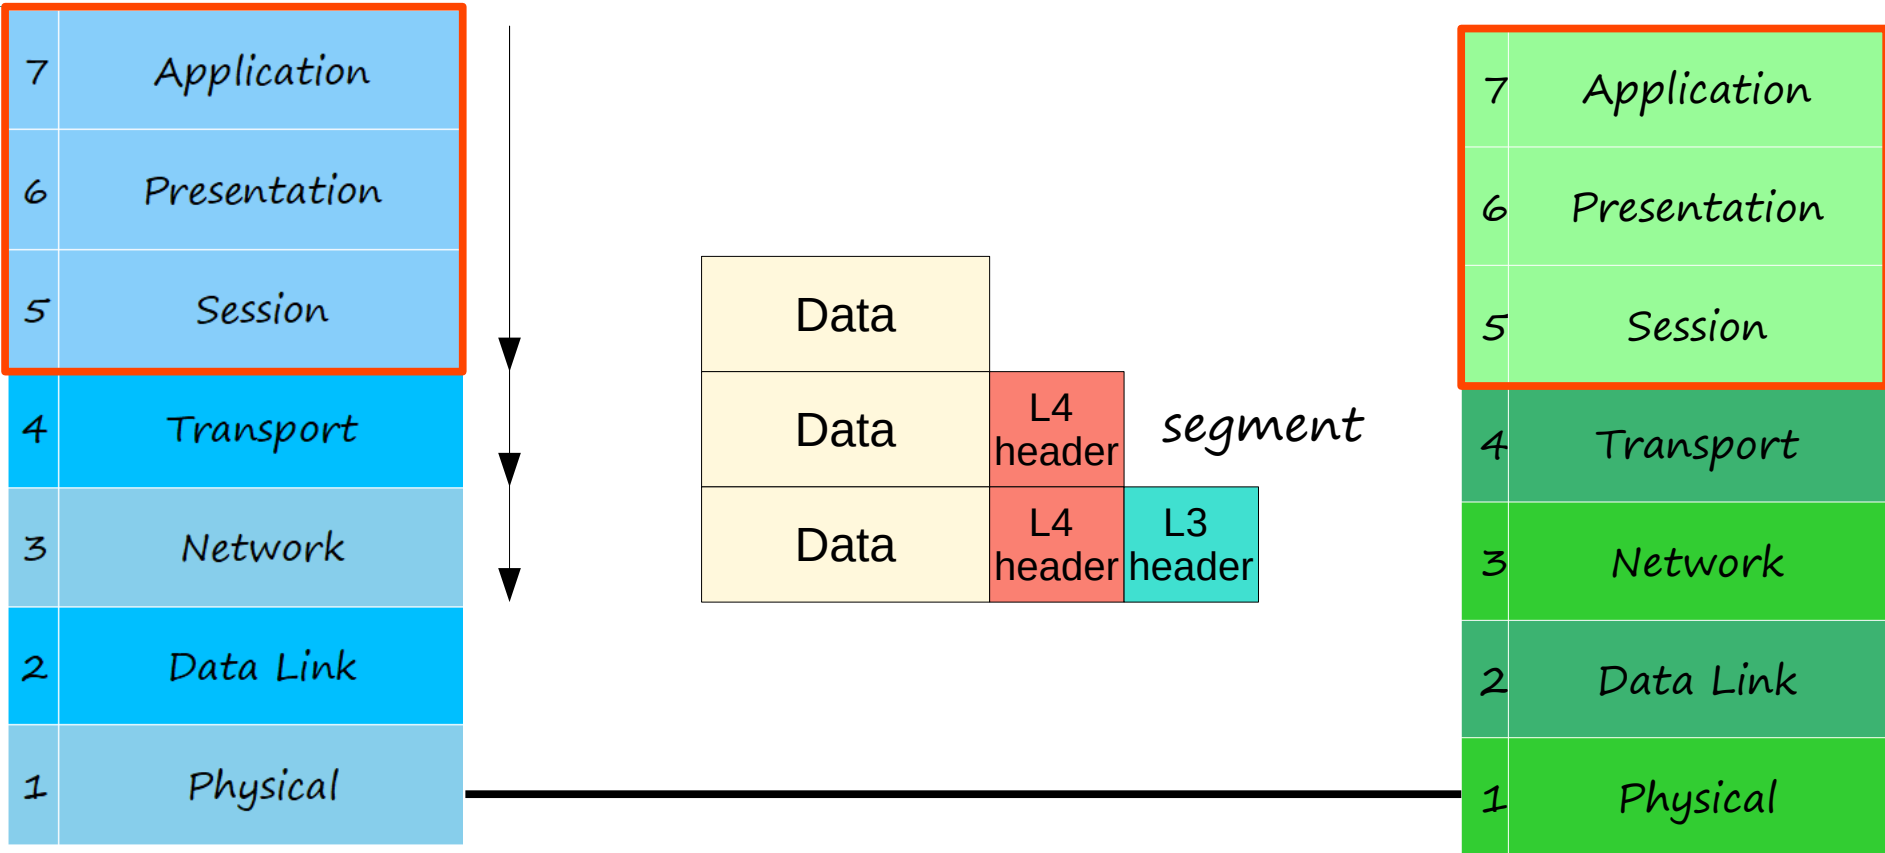 7 Application
6 Presentation
5 Session
4 Transport
3 Network
2 Data Link
1 Physical
Data
Data
L4
header
segment
Data
L4
header
L3
header
7 Application
6 Presentation
5 Session
4 Transport
3 Network
2 Data Link
1 Physical